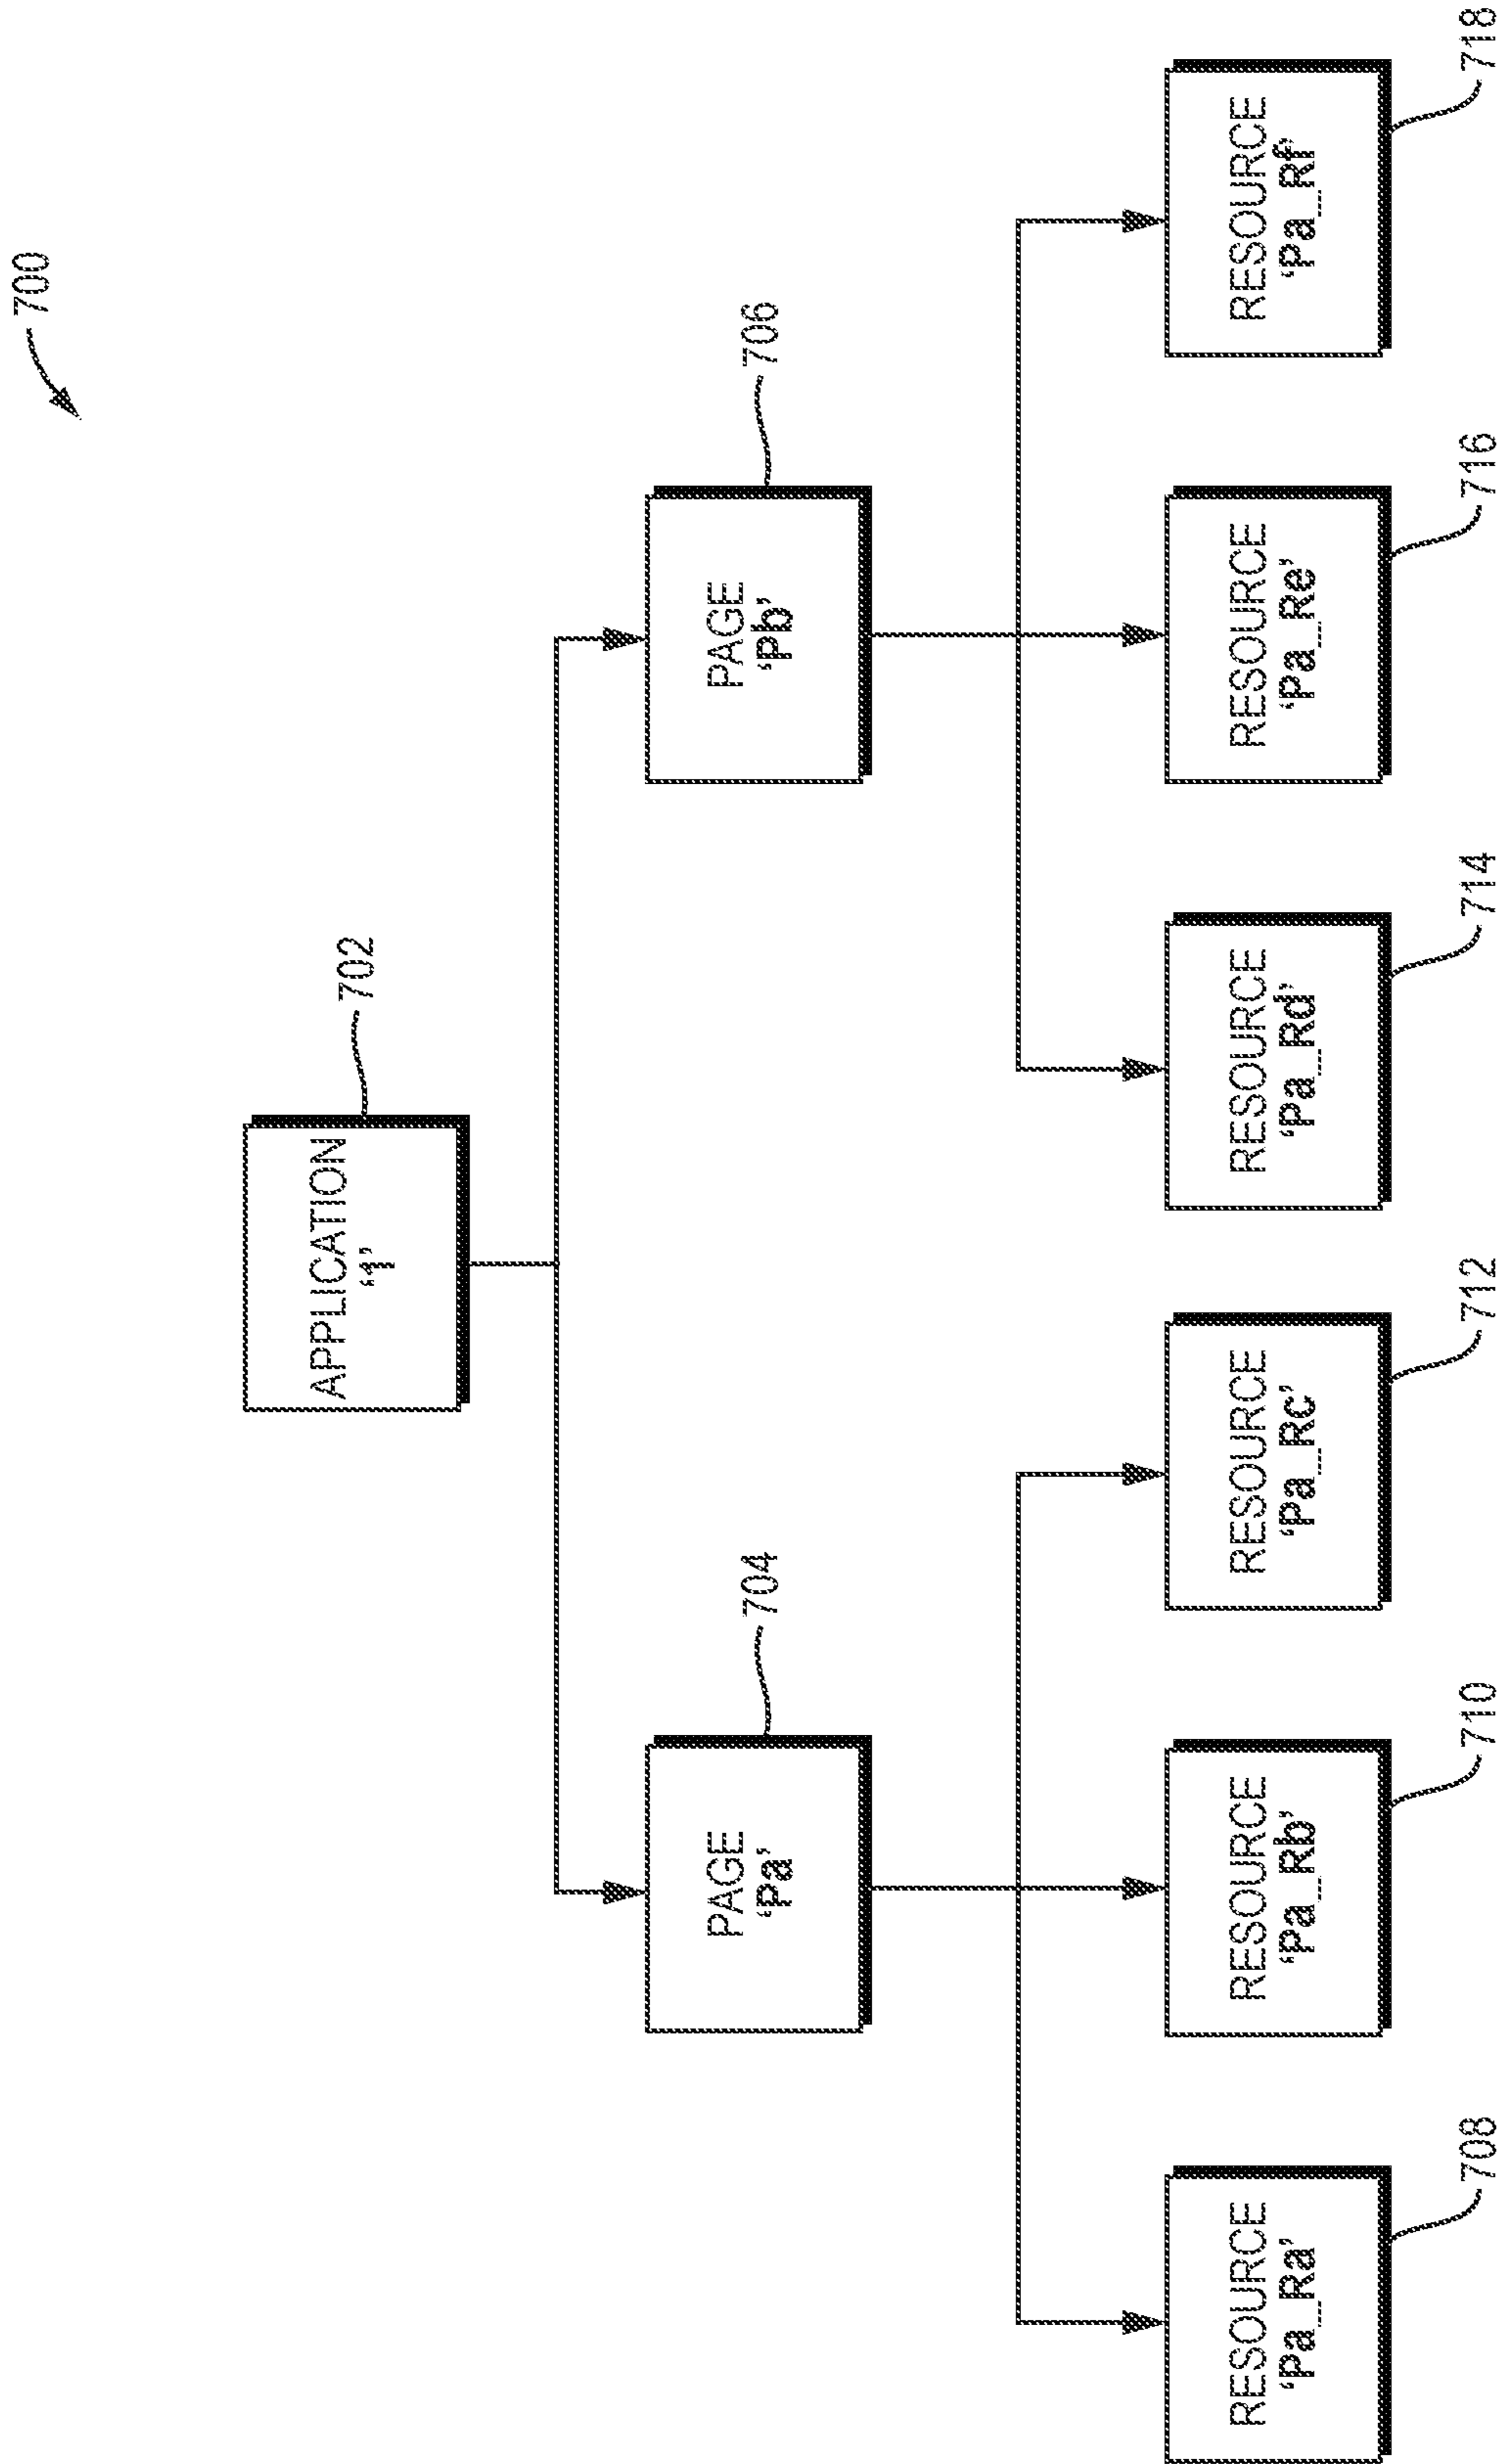 700
APPLICATION
‘1’
702
PAGE
‘Pa’
704
PAGE
‘Pb’
706
RESOURCE
‘Pa_Ra’
708
RESOURCE
‘Pa_Rb’
710
RESOURCE
‘Pa_Rc’
712
RESOURCE
‘Pa_Rd’
714
RESOURCE
‘Pa_Re’
716
RESOURCE
‘Pa_Rf’
718